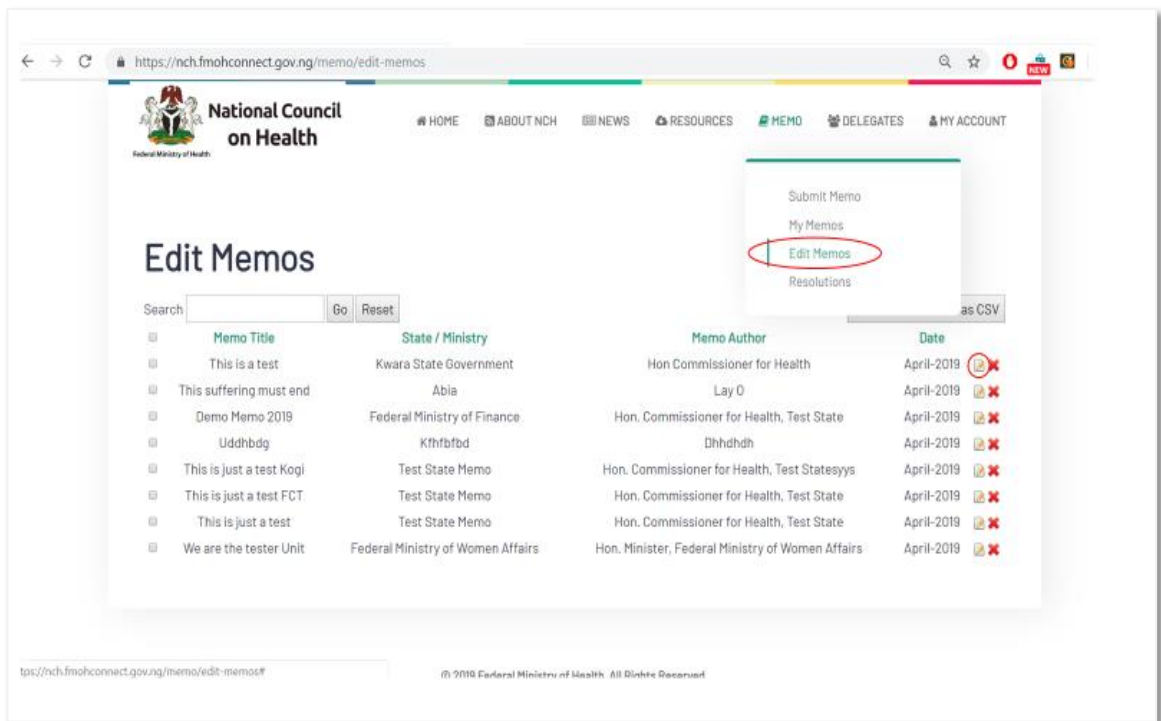 https://nch.fmohconnect.gov.ng/memo/edit-memos
NEW
National Council
on Health
Federal Ministry of Health
HOME ABOUT NCH NEWS RESOURCES MEMO DELEGATES MY ACCOUNT
Submit Memo
My Memos
Edit Memos
Resolutions
Edit Memos
Search Go Reset as CSV
Memo Title State / Ministry Memo Author Date
This is a test Kwara State Government Hon Commissioner for Health April-2019
This suffering must end Abia Lay O April-2019
Demo Memo 2019 Federal Ministry of Finance Hon. Commissioner for Health, Test State April-2019
Uddhbdg Kfhfbfbd Dhhdhdh April-2019
This is just a test Kogi Test State Memo Hon. Commissioner for Health, Test Statesyys April-2019
This is just a test FCT. Test State Memo Hon. Commissioner for Health, Test State April-2019
This is just a test Test State Memo Hon. Commissioner for Health, Test State April-2019
We are the tester Unit Federal Ministry of Women Affairs Hon. Minister, Federal Ministry of Women Affairs April-2019
tps://nch.fmohconnect.gov.ng/memo/edit-memos#
© 2019 Federal Ministry of Health. All Rights Reserved